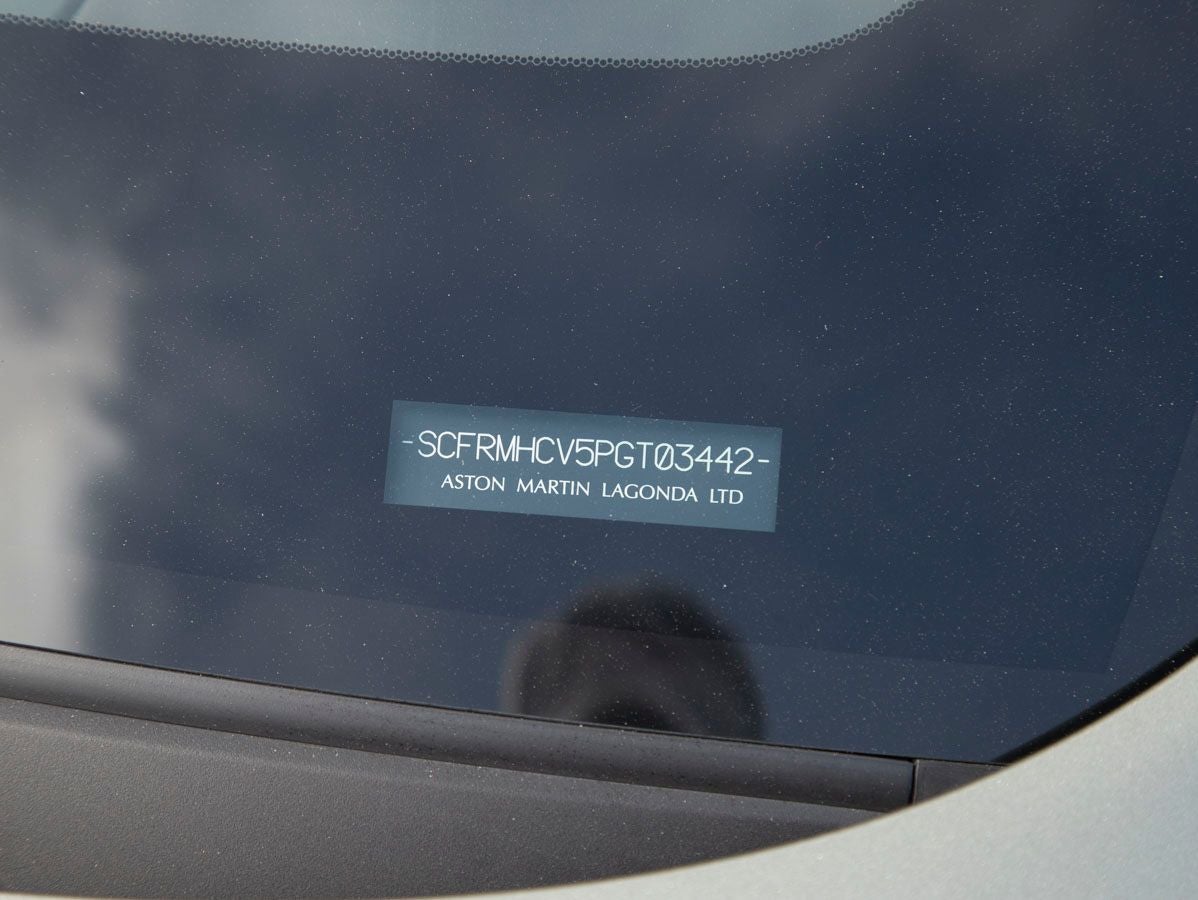 -SCFRMHCV5PGT03442-
ASTON MARTIN LAGONDA LTD